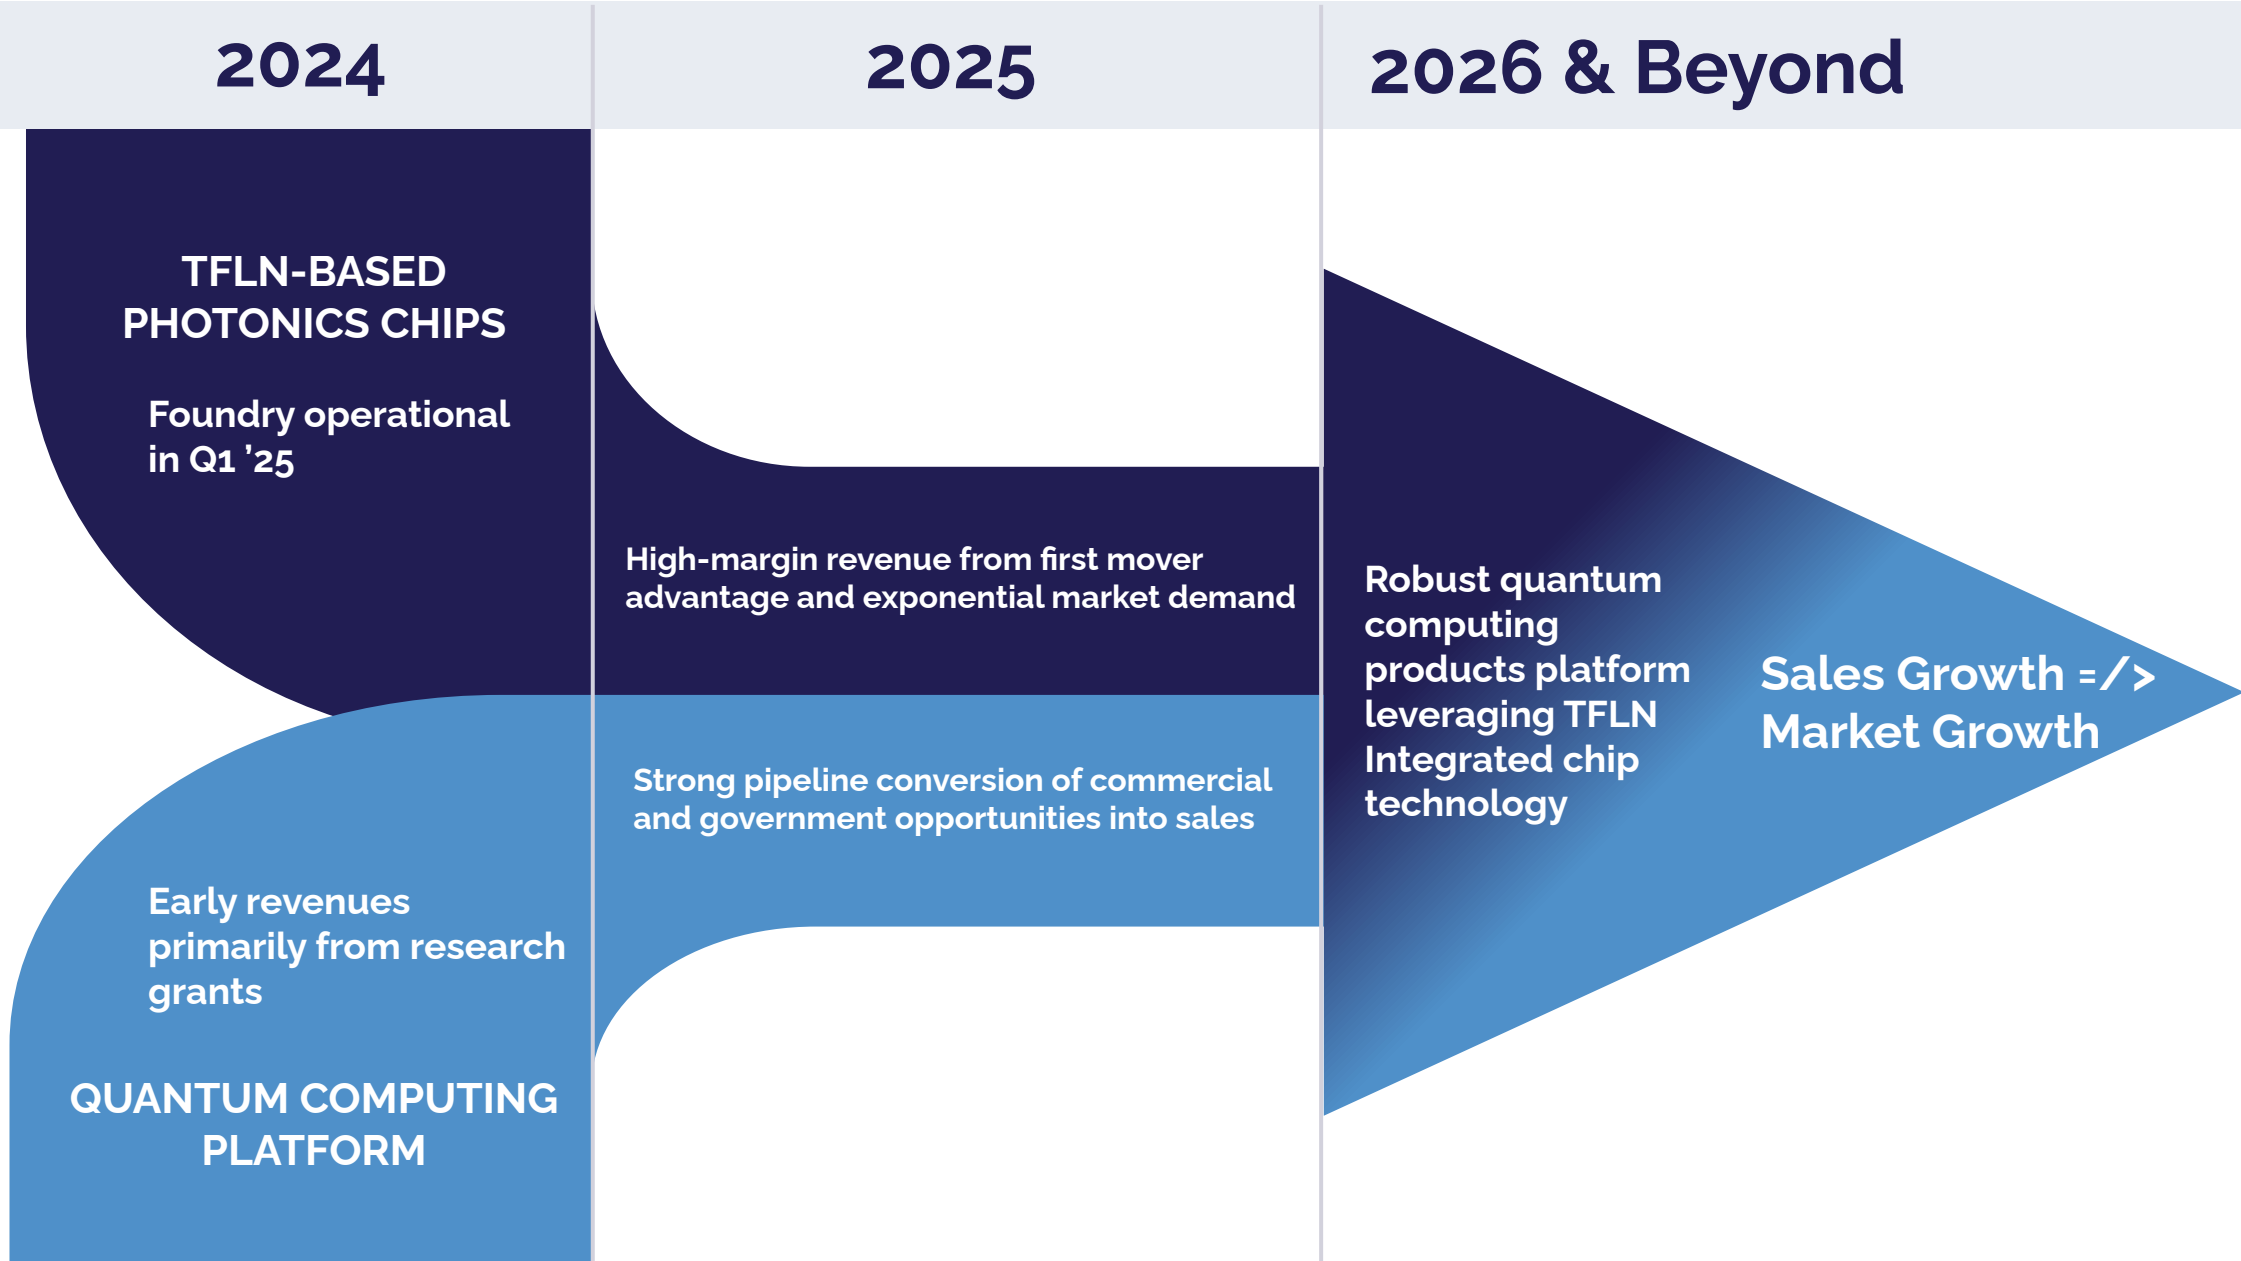 2024
2025
2026 & Beyond
TFLN-BASED
PHOTONICS CHIPS
Foundry operational
in Q1 ’25
High-margin revenue from first mover
advantage and exponential market demand
Robust quantum
computing
products platform
leveraging TFLN
Integrated chip
technology
Sales Growth =/>
Market Growth
Strong pipeline conversion of commercial
and government opportunities into sales
Early revenues
primarily from research
grants
QUANTUM COMPUTING
PLATFORM